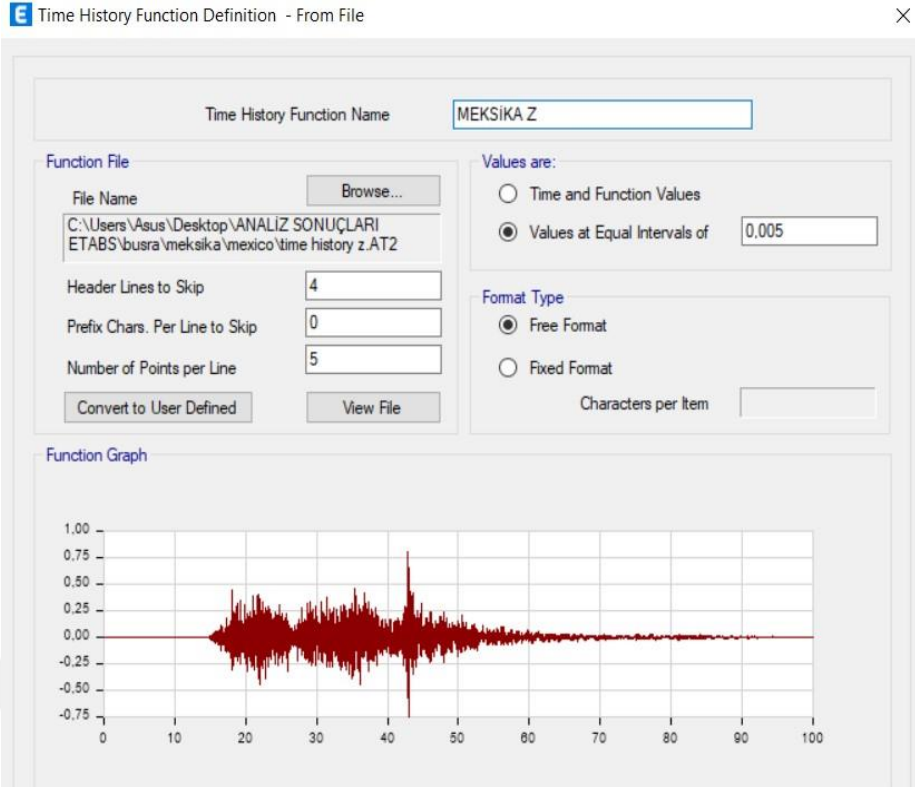 E Time History Function Definition - From File
Time History Function Name MEKSİKA Z
Function File
File Name Browse...
C:\Users\Asus\Desktop\ANALİZ SONUÇLARI
ETABS\busra\meksika\mexico\time history z.AT2
Header Lines to Skip 4
Prefix Chars. Per Line to Skip 0
Number of Points per Line 5
Convert to User Defined View File
Values are:
Time and Function Values
Values at Equal Intervals of 0,005
Format Type
Free Format
Fixed Format
Characters per Item
Function Graph
1,00
0,75
0,50
0,25
0,00
-0,25
-0,50
-0,75
0 10 20 30 40 50 60 70 80 90 100